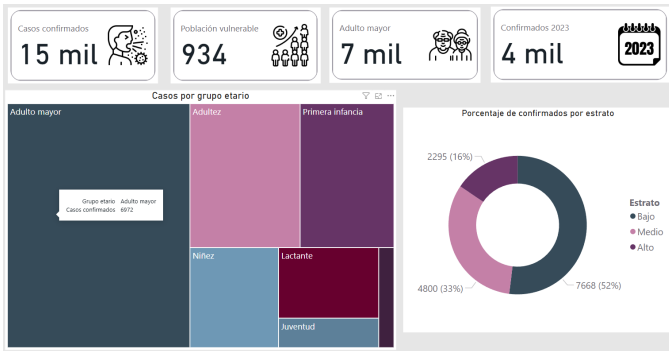 Casos confirmados
15 mil
Población vulnerable
934
Adulto mayor
7 mil
Confirmados 2023
4 mil
2023
Casos por grupo etario
Adulto mayor
Adultez
Primera infancia
Grupo etario Adulto mayor
Casos confirmados 6972
Niñez
Lactante
Juventud
Porcentaje de confirmados por estrato
2295 (16%)
4800 (33%)
7668 (52%)
Estrato
Bajo
Medio
Alto